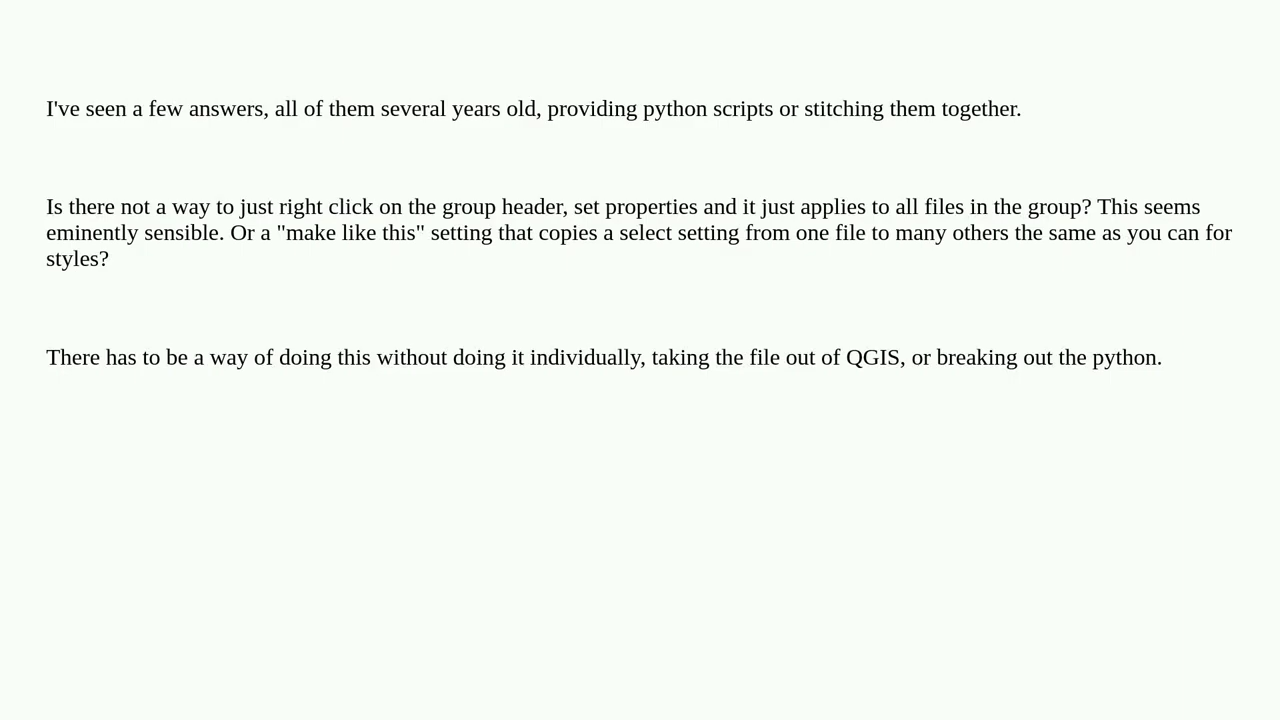 I've seen a few answers, all of them several years old, providing python scripts or stitching them together.
Is there not a way to just right click on the group header, set properties and it just applies to all files in the group? This seems
eminently sensible. Or a "make like this" setting that copies a select setting from one file to many others the same as you can for
styles?
There has to be a way of doing this without doing it individually, taking the file out of QGIS, or breaking out the python.